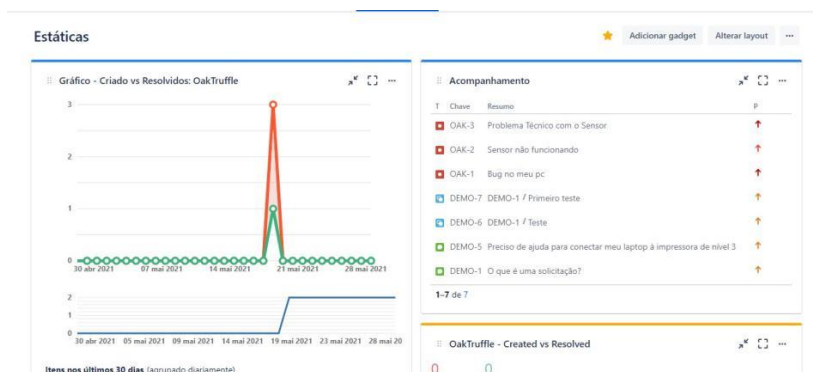 Estáticas
Adicionar gadget Alterar layout
Gráfico - Criado vs Resolvidos: OakTruffle
3
2
1
0
30 abr 2021 07 mai 2021 14 mai 2021 21 mai 2021 28 mai 2021
2
1
0
30 abr 2021 05 mai 2021 09 mai 2021 14 mai 2021 19 mai 2021 23 mai 2021 28 mai 20
Itens nos últimos 30 dias (agrupado diariamente)
Acompanhamento
T Chave Resumo P
OAK-3 Problema Técnico com o Sensor
OAK-2 Sensor não funcionando
OAK-1 Bug no meu pc
DEMO-7 DEMO-1 / Primeiro teste
DEMO-6 DEMO-1 / Teste
DEMO-5 Preciso de ajuda para conectar meu laptop à impressora de nível 3
DEMO-1 O que é uma solicitação?
1–7 de 7
OakTruffle - Created vs Resolved
0 0